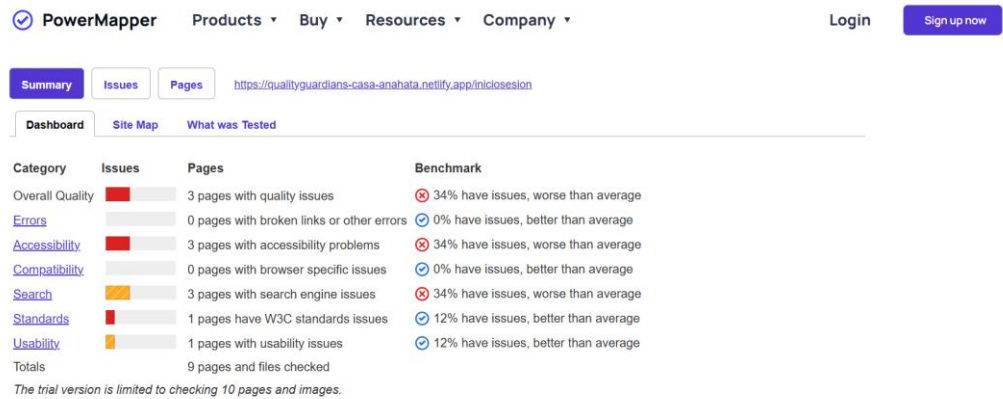 PowerMapper Products ▾ Buy ▾ Resources ▾ Company ▾ Login Sign up now
Summary Issues Pages https://qualityguardians-casa-anahata.netlify.app/iniciosesion
Dashboard Site Map What was Tested
Category Issues Pages Benchmark
Overall Quality 3 pages with quality issues 34% have issues, worse than average
Errors 0 pages with broken links or other errors 0% have issues, better than average
Accessibility 3 pages with accessibility problems 34% have issues, worse than average
Compatibility 0 pages with browser specific issues 0% have issues, better than average
Search 3 pages with search engine issues 34% have issues, worse than average
Standards 1 pages have W3C standards issues 12% have issues, better than average
Usability 1 pages with usability issues 12% have issues, better than average
Totals 9 pages and files checked
The trial version is limited to checking 10 pages and images.